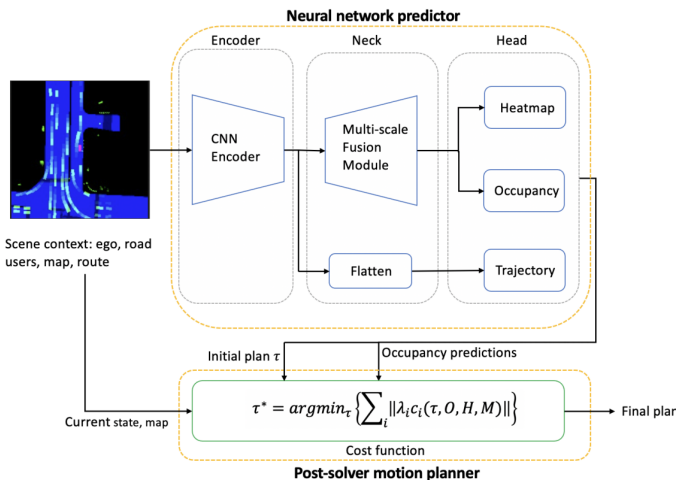 Neural network predictor
Encoder
Neck
Head
CNN
Encoder
Multi-scale
Fusion
Module
Heatmap
Occupancy
Flatten
Trajectory
Scene context: ego, road
users, map, route
Initial plan τ
Occupancy predictions
τ* = argmin_τ {∑_i ‖λ_i c_i(τ, O, H, M)‖}
Current state, map
Final plan
Cost function
Post-solver motion planner